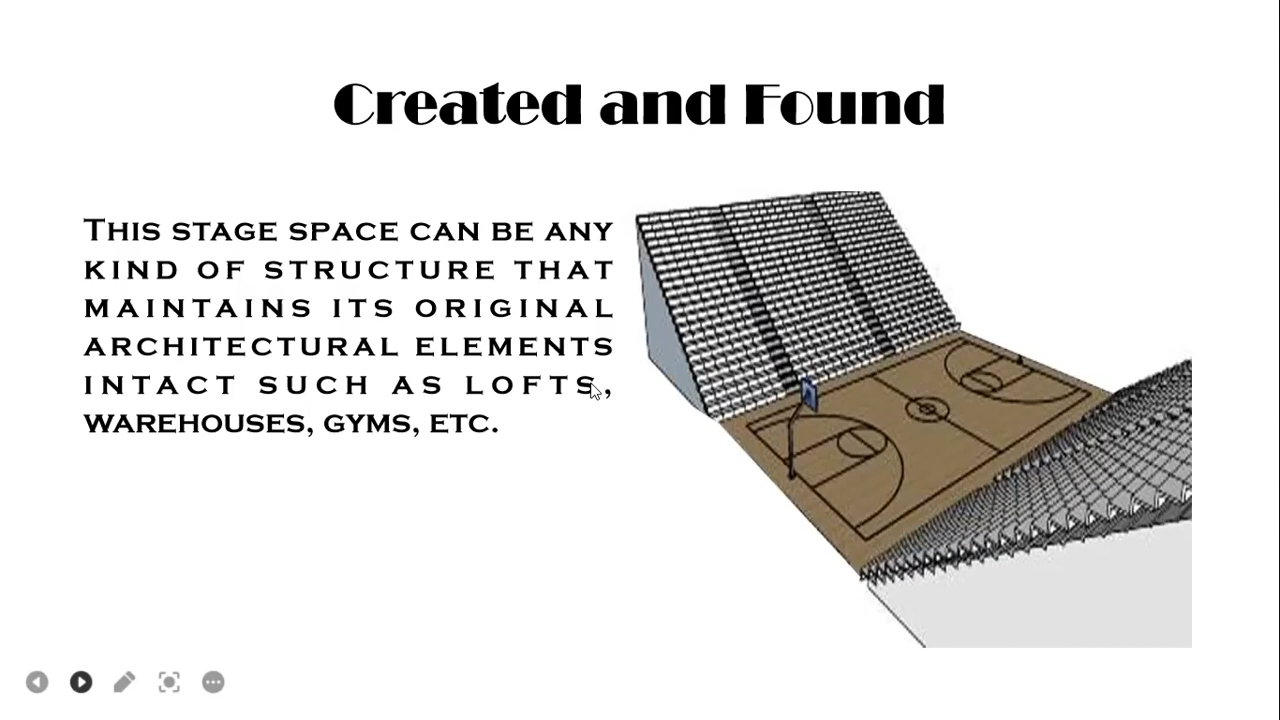 Created and Found
THIS STAGE SPACE CAN BE ANY
KIND OF STRUCTURE THAT
MAINTAINS ITS ORIGINAL
ARCHITECTURAL ELEMENTS
INTACT SUCH AS LOFTS,
WAREHOUSES, GYMS, ETC.